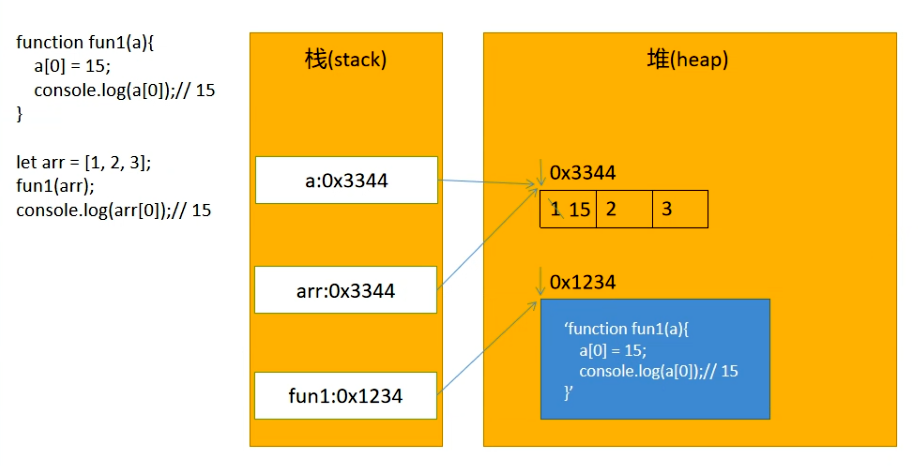 function fun1(a){
a[0] = 15;
console.log(a[0]);// 15
}
let arr = [1, 2, 3];
fun1(arr);
console.log(arr[0]);// 15
栈(stack)
a:0x3344
arr:0x3344
fun1:0x1234
堆(heap)
0x3344
1 15 2 3
0x1234
‘function fun1(a){
a[0] = 15;
console.log(a[0]);// 15
}’